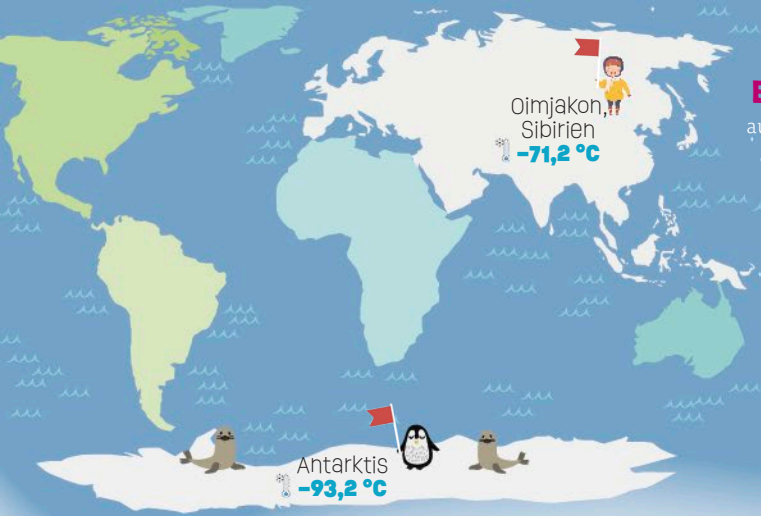 Oimjakon,
Sibirien
-71,2 °C
Antarktis
-93,2 °C